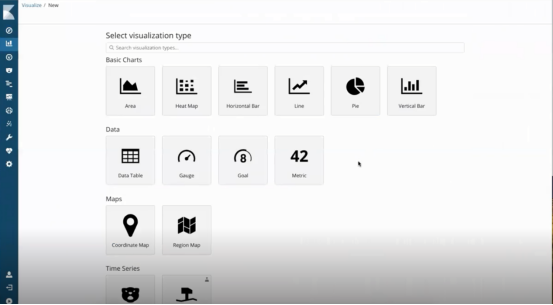 Visualize / New
Select visualization type
Search visualization types...
Basic Charts
Area
Heat Map
Horizontal Bar
Line
Pie
Vertical Bar
Data
8
42
Data Table
Gauge
Goal
Metric
Maps
Coordinate Map
Region Map
Time Series